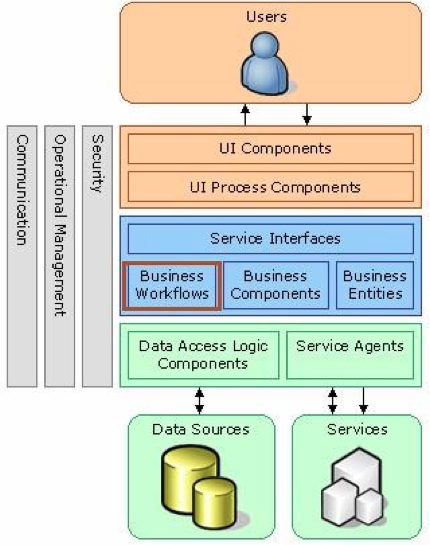 Users
Communication
Operational Management
Security
UI Components
UI Process Components
Service Interfaces
Business
Workflows
Business
Components
Business
Entities
Data Access Logic
Components
Service Agents
Data Sources
Services